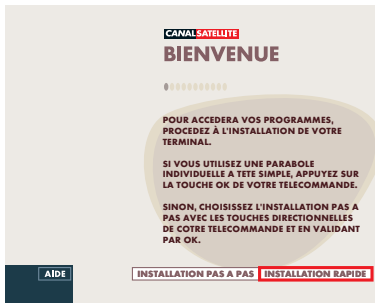 CANALSATELLITE
BIENVENUE
POUR ACCEDERA VOS PROGRAMMES,
PROCEDEZ À L'INSTALLATION DE VOTRE
TERMINAL.
SI VOUS UTILISEZ UNE PARABOLE
INDIVIDUELLE A TETE SIMPLE, APPUYEZ SUR
LA TOUCHE OK DE VOTRE TELECOMMANDE.
SINON, CHOISISSEZ L'INSTALLATION PAS A
PAS AVEC LES TOUCHES DIRECTIONNELLES
DE COTRE TELECOMMANDE ET EN VALIDANT
PAR OK.
AIDE
INSTALLATION PAS A PAS INSTALLATION RAPIDE